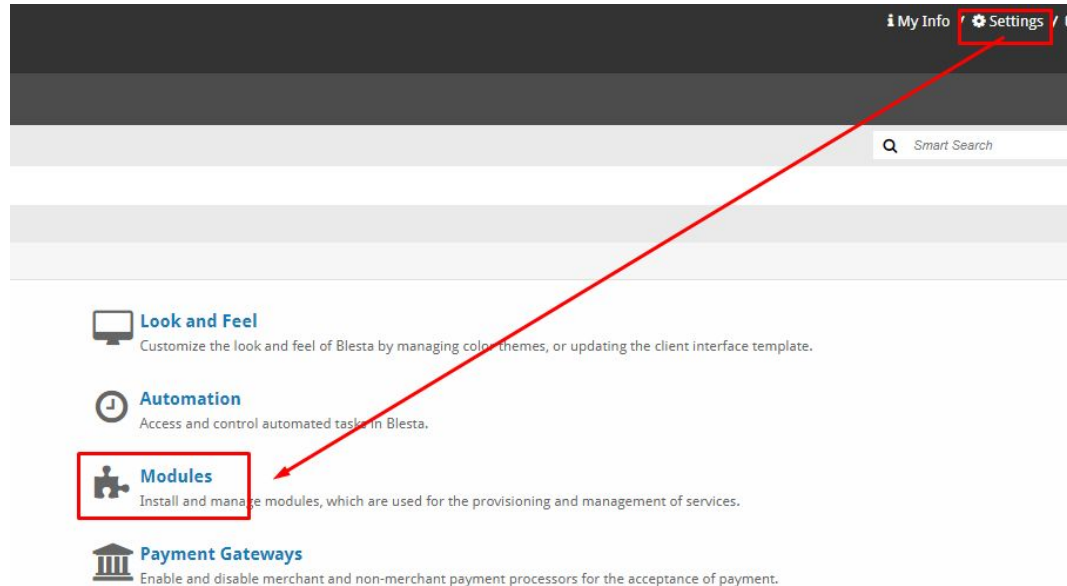 My Info / Settings /
Smart Search
Look and Feel
Customize the look and feel of Blesta by managing color themes, or updating the client interface template.
Automation
Access and control automated tasks in Blesta.
Modules
Install and manage modules, which are used for the provisioning and management of services.
Payment Gateways
Enable and disable merchant and non-merchant payment processors for the acceptance of payment.